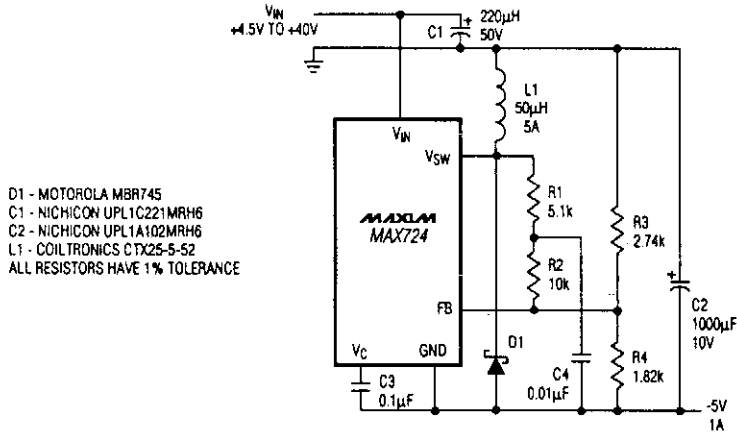 VIN
+4.5V TO +40V
C1
+
220µH
50V
L1
50µH
5A
VIN
VSW
MAXIM
MAX724
R1
5.1k
R2
10k
R3
2.74k
D1 - MOTOROLA MBR745
C1 - NICHICON UPL1C221MRH6
C2 - NICHICON UPL1A102MRH6
L1 - COILTRONICS CTX25-5-52
ALL RESISTORS HAVE 1% TOLERANCE
+
C2
1000µF
10V
FB
D1
VC
GND
C3
0.1µF
C4
0.01µF
R4
1.82k
-5V
1A